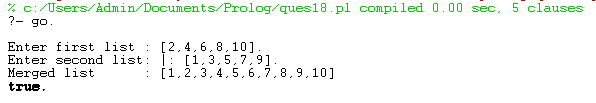 % c:/Users/Admin/Documents/Prolog/ques18.pl compiled 0.00 sec, 5 clauses
?- go.
Enter first list : [2,4,6,8,10].
Enter second list: |: [1,3,5,7,9].
Merged list      : [1,2,3,4,5,6,7,8,9,10]
true.